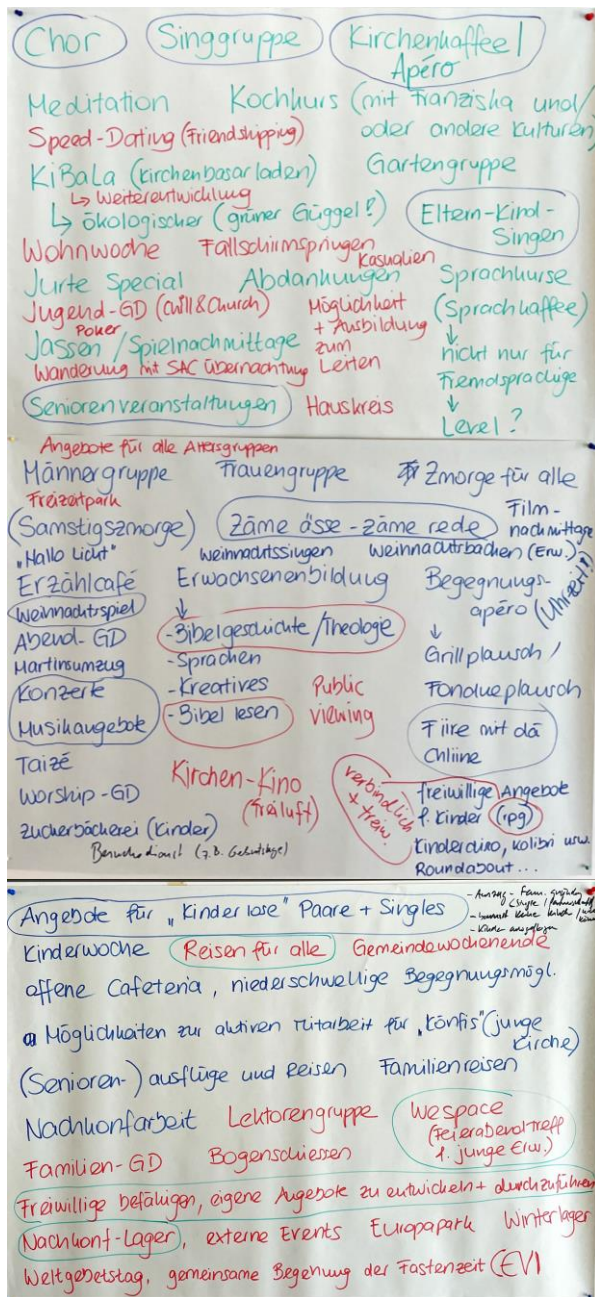 Chor Singgruppe Kirchenkaffee/
Apéro
Meditation Kochkurs (mit Franziska und/
Speed-Dating (Friendshipping) oder andere Kulturen)
KiBaLa (Kirchenbasarladen) Gartengruppe
↳ Weiterentwicklung
↳ ökologischer (grüner Güggel!) Eltern-Kind-
Singen
Wohnwoche Fallschirmspringen
Kasualien
Jurte Special Abdankungen Sprachkurse
Jugend-GD (Chill&Church) Möglichkeit (Sprachkaffee)
Poker + Ausbildung ↓
Jassen/Spielnachmittage zum nicht nur für
Wanderung mit SAC Übernachtung Leiten Fremdsprachige
↓
Seniorenveranstaltungen Hauskreis Level?
Angebote für alle Altersgruppen
Männergruppe Frauengruppe Zmorge für alle
Freizeitpark Film-
(Samstigszmorge) Zäme ässe - zäme rede nachmittage
"Hallo Licht" Weihnachtssingen Weihnachtsbacken (Erw.)
Erzählcafé Erwachsenenbildung Begegnungs-
Weihnachtsspiel ↓ apéro
Abend-GD -Bibelgeschichte/Theologie ↓
Martinsumzug -Sprachen Grillplausch/
Konzerte -Kreatives Public Fondueplausch
Musikangebote -Bibel lesen Viewing Fiire mit dä
Chliine
Taizé Kirchen-Kino verbindlich freiwillige Angebote
Worship-GD (Freiluft) + freiw. f. Kinder (rpg)
Zuckerbäckerei (Kinder) Kinderkino, Kolibri usw.
Besuchsdienst (z.B. Geburtstage) Roundabout...
Angebote für "Kinderlose" Paare + Singles
Kinderwoche Reisen für alle Gemeindewochenende
offene Cafeteria, niederschwellige Begegnungsmögl.
Möglichkeiten zur aktiven Mitarbeit für "Konfis" (junge
Kirche)
(Senioren-) ausflüge und Reisen Familienreisen
Nachkonfarbeit Lektorengruppe Wespace
(Feierabendtreff
Familien-GD Bogenschiessen f. junge Erw.)
Freiwillige befähigen, eigene Angebote zu entwickeln + durchzuführen
Nachkonf-Lager, externe Events Europapark Winterlager
Weltgebetstag, gemeinsame Begehung der Fastenzeit (EVI